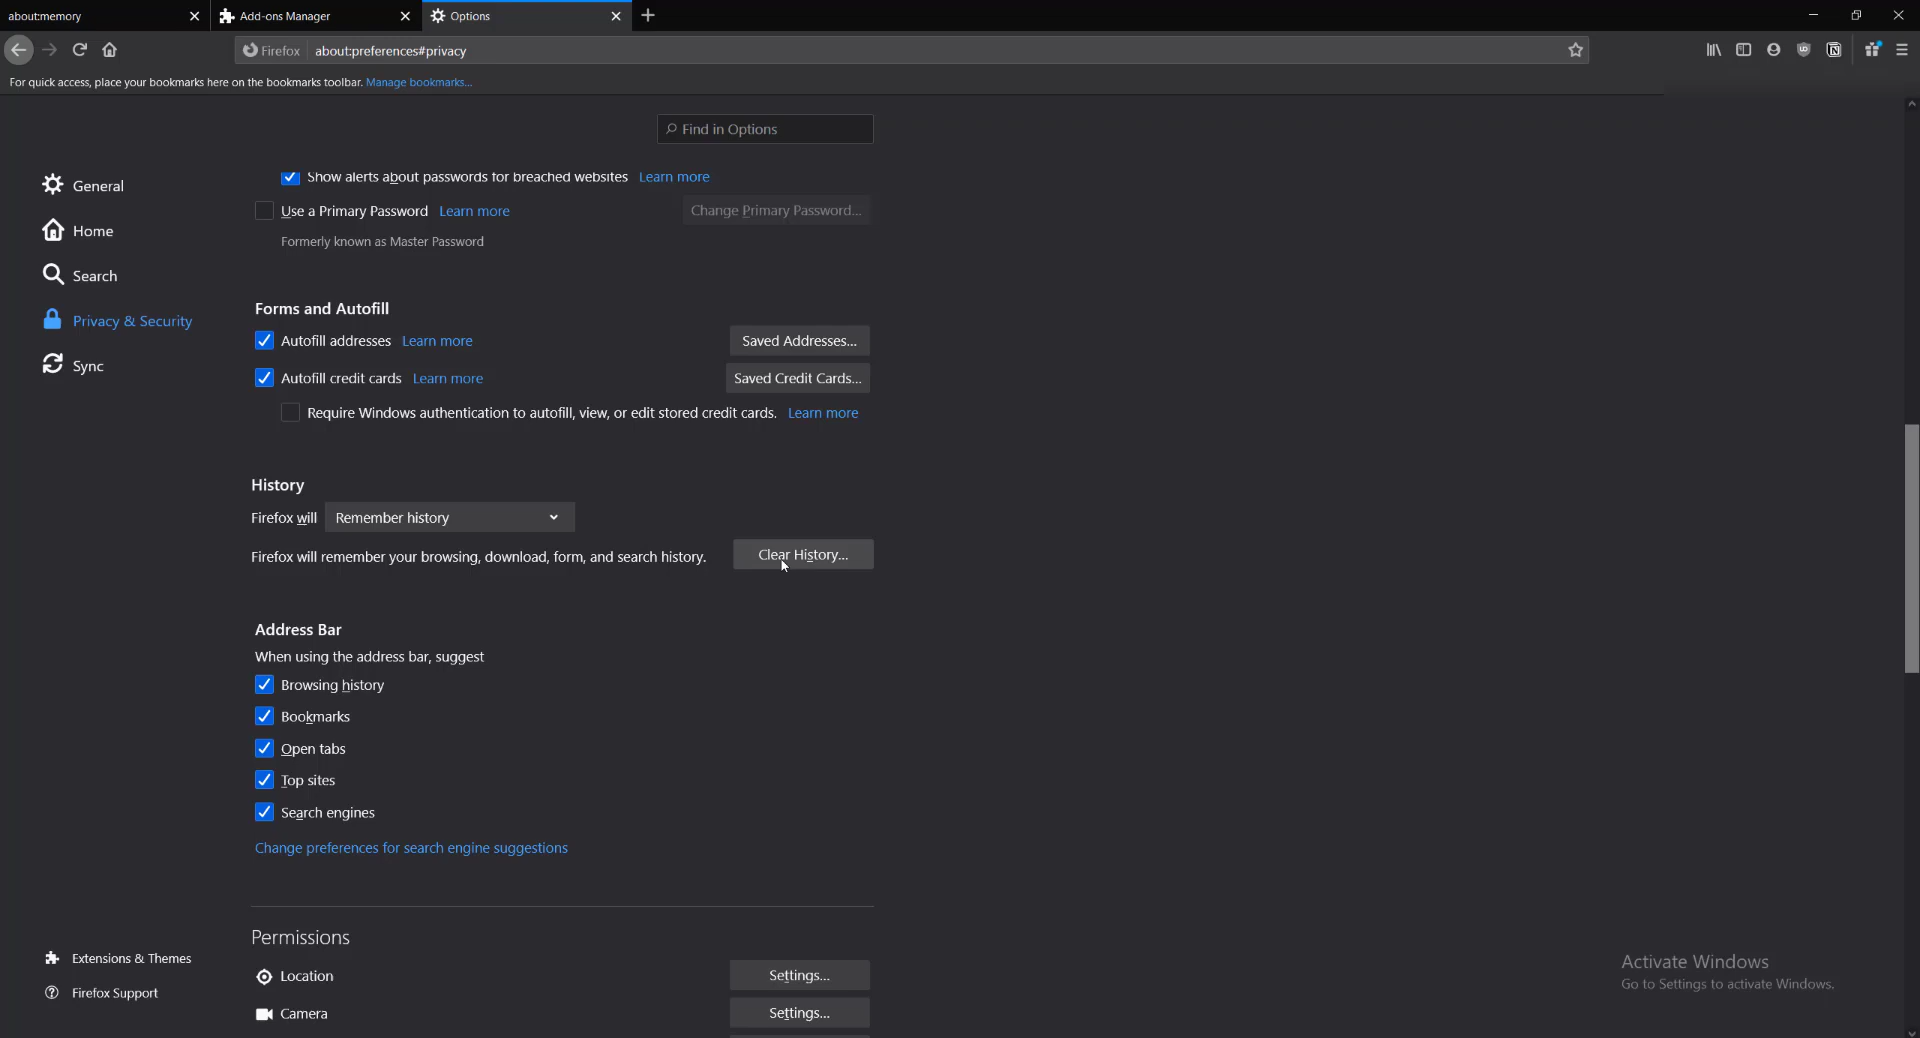 about:memory
Add-ons Manager
Options
Firefox
about:preferences#privacy
For quick access, place your bookmarks here on the bookmarks toolbar. Manage bookmarks...
Find in Options
General
Home
Search
Privacy & Security
Sync
Show alerts about passwords for breached websites Learn more
Use a Primary Password Learn more
Change Primary Password...
Formerly known as Master Password
Forms and Autofill
Autofill addresses Learn more
Saved Addresses...
Autofill credit cards Learn more
Saved Credit Cards...
Require Windows authentication to autofill, view, or edit stored credit cards. Learn more
History
Firefox will Remember history
Firefox will remember your browsing, download, form, and search history.
Clear History...
Address Bar
When using the address bar, suggest
Browsing history
Bookmarks
Open tabs
Top sites
Search engines
Change preferences for search engine suggestions
Permissions
Location
Settings...
Camera
Settings...
Extensions & Themes
Firefox Support
Activate Windows
Go to Settings to activate Windows.